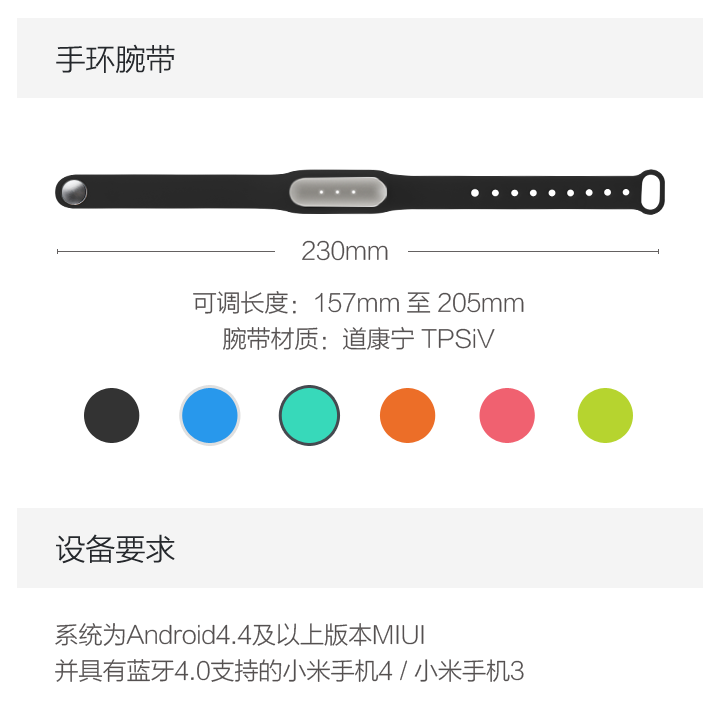 手环腕带
230mm
可调长度：157mm 至 205mm
腕带材质：道康宁 TPSiV
设备要求
系统为Android4.4及以上版本MIUI
并具有蓝牙4.0支持的小米手机4 / 小米手机3